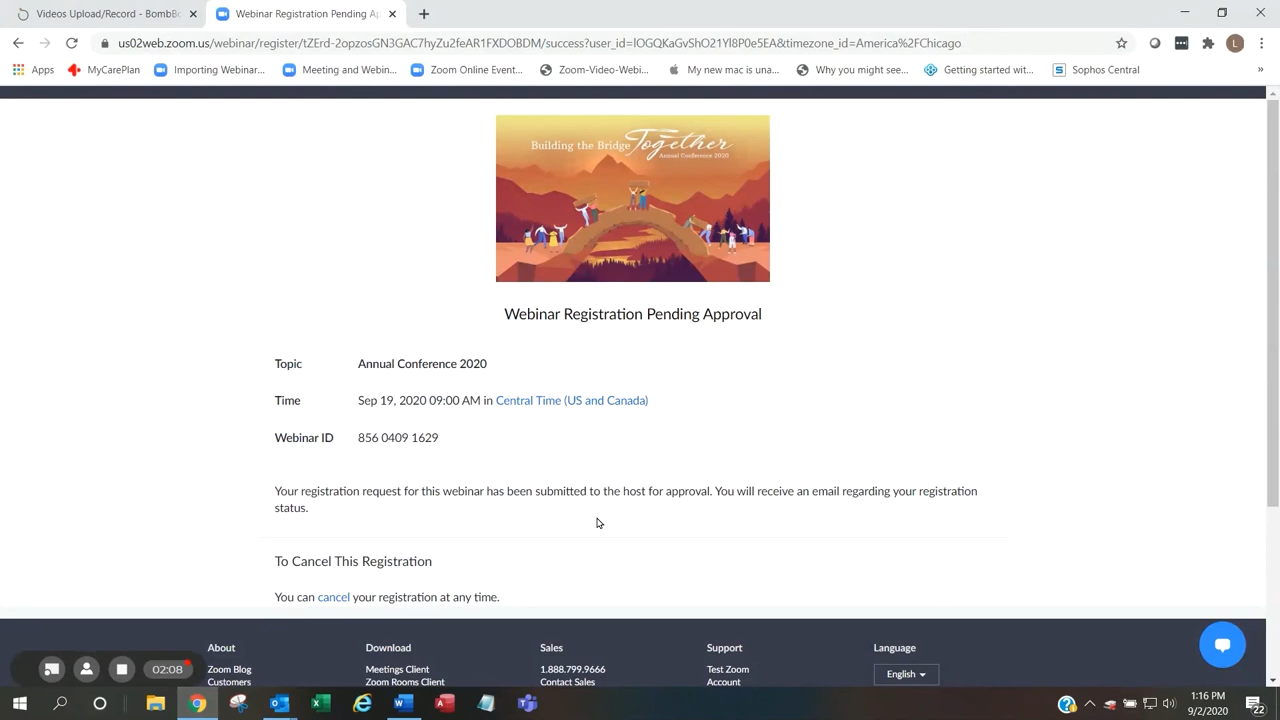 Videos Upload/Record - BombBo
Webinar Registration Pending Ap
us02web.zoom.us/webinar/register/tZErd-2opzosGN3GAC7hyZu2feAR1FXDOBDM/success?user_id=lOGQKaGvShO21Yl8P0e5EA&timezone_id=America%2FChicago
L
Apps
MyCarePlan
Importing Webinar...
Meeting and Webin...
Zoom Online Event...
Zoom-Video-Webi...
My new mac is una...
Why you might see...
Getting started wit...
S Sophos Central
»
Building the Bridge Together
Annual Conference 2020
Webinar Registration Pending Approval
Topic Annual Conference 2020
Time Sep 19, 2020 09:00 AM in Central Time (US and Canada)
Webinar ID 856 0409 1629
Your registration request for this webinar has been submitted to the host for approval. You will receive an email regarding your registration
status.
To Cancel This Registration
You can cancel your registration at any time.
About Download Sales Support Language
Zoom Blog Meetings Client 1.888.799.9666 Test Zoom English
Customers Zoom Rooms Client Contact Sales Account
02:08
1:16 PM
9/2/2020
22